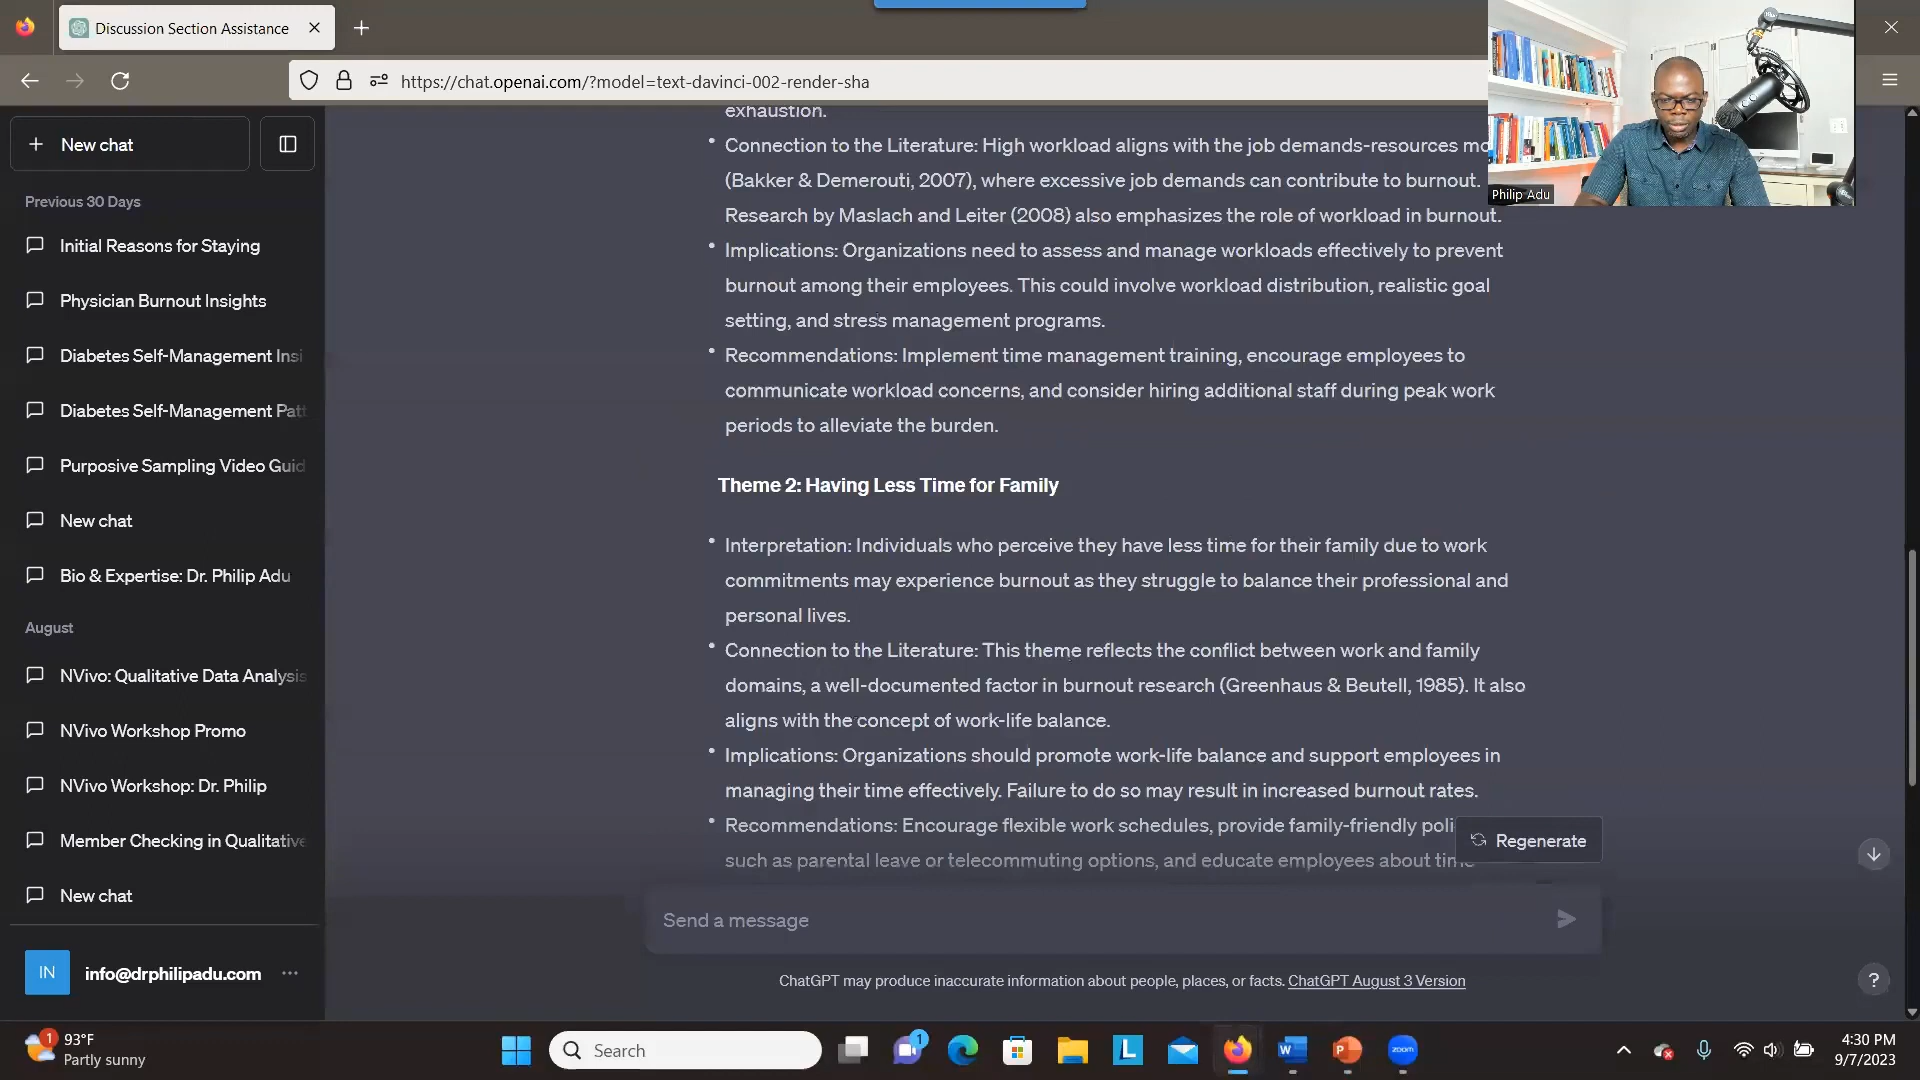 Discussion Section Assistance
https://chat.openai.com/?model=text-davinci-002-render-sha
Philip Adu
New chat
Previous 30 Days
Initial Reasons for Staying
Physician Burnout Insights
Diabetes Self-Management Insi
Diabetes Self-Management Patt
Purposive Sampling Video Guid
New chat
Bio & Expertise: Dr. Philip Adu
August
NVivo: Qualitative Data Analysis
NVivo Workshop Promo
NVivo Workshop: Dr. Philip
Member Checking in Qualitative
New chat
IN
info@drphilipadu.com
exhaustion.
Connection to the Literature: High workload aligns with the job demands-resources mo
(Bakker & Demerouti, 2007), where excessive job demands can contribute to burnout.
Research by Maslach and Leiter (2008) also emphasizes the role of workload in burnout.
Implications: Organizations need to assess and manage workloads effectively to prevent
burnout among their employees. This could involve workload distribution, realistic goal
setting, and stress management programs.
Recommendations: Implement time management training, encourage employees to
communicate workload concerns, and consider hiring additional staff during peak work
periods to alleviate the burden.
Theme 2: Having Less Time for Family
Interpretation: Individuals who perceive they have less time for their family due to work
commitments may experience burnout as they struggle to balance their professional and
personal lives.
Connection to the Literature: This theme reflects the conflict between work and family
domains, a well-documented factor in burnout research (Greenhaus & Beutell, 1985). It also
aligns with the concept of work-life balance.
Implications: Organizations should promote work-life balance and support employees in
managing their time effectively. Failure to do so may result in increased burnout rates.
Recommendations: Encourage flexible work schedules, provide family-friendly poli
such as parental leave or telecommuting options, and educate employees about time
Regenerate
Send a message
ChatGPT may produce inaccurate information about people, places, or facts. ChatGPT August 3 Version
?
1
93°F
Partly sunny
Search
1
L
W
P
zoom
4:30 PM
9/7/2023